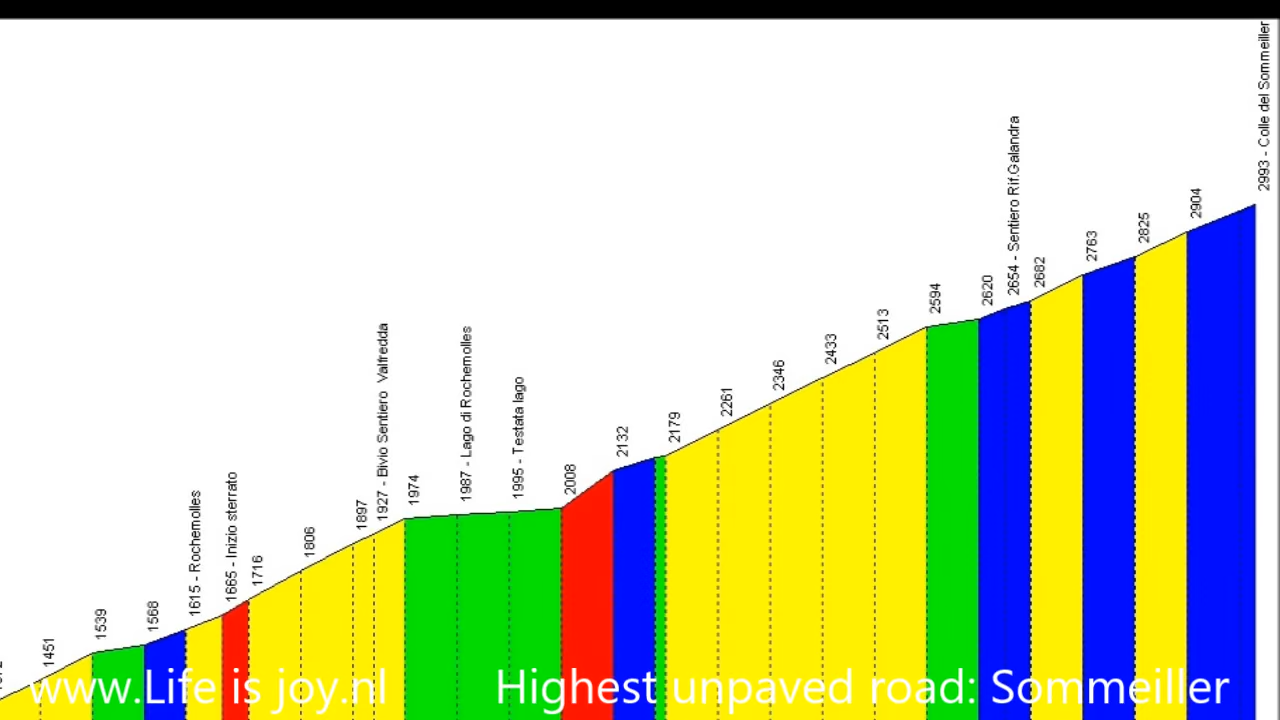 1451
1539
1568
1615 - Rochemolles
1665 - Inizio sterrato
1716
1806
1897
1927 - Bivio Sentiero Valfredda
1974
1987 - Lago di Rochemolles
1995 - Testata lago
2008
2132
2179
2261
2346
2433
2513
2594
2620
2654 - Sentiero Rif.Galandra
2682
2763
2825
2904
2993 - Colle del Sommeiller
www.Life is joy.nl
Highest unpaved road: Sommeiller